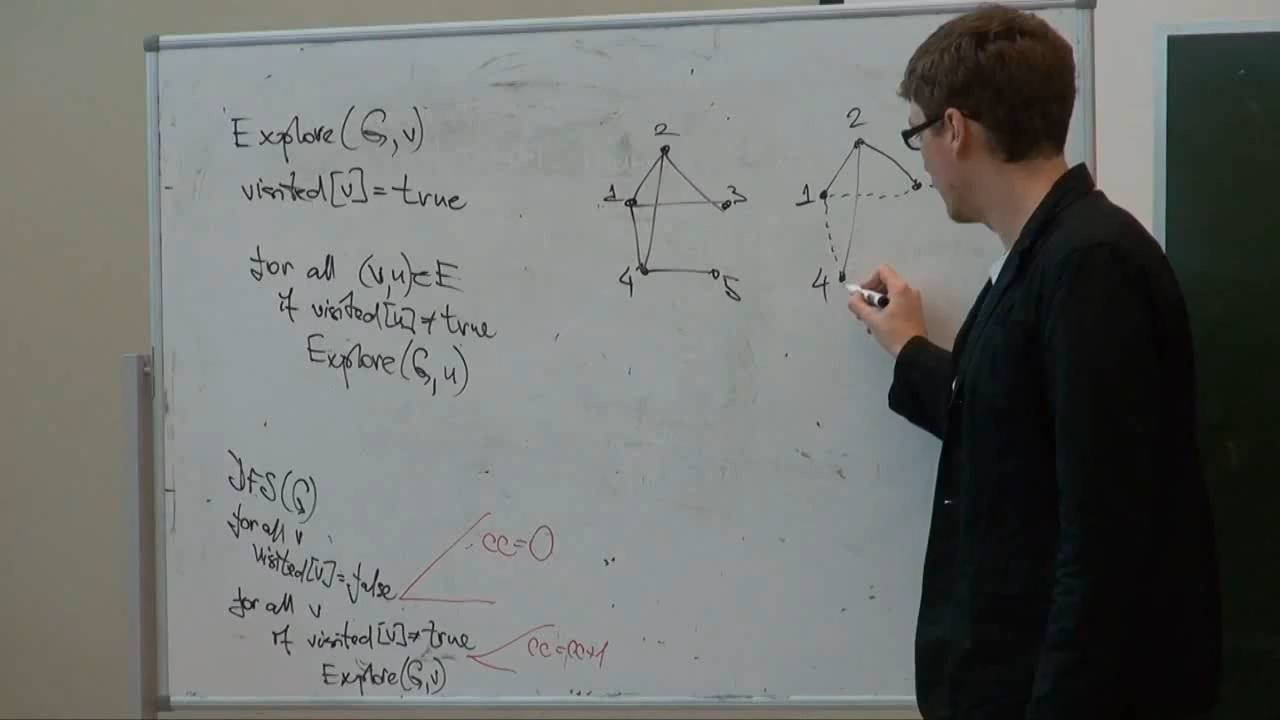 Explore(G, v)
visited[v] = true
for all (v,u)∈E
if visited[u] ≠ true
Explore(G, u)
DFS(G)
for all v
visited[v] = false
cc=0
for all v
if visited[v] ≠ true
cc=cc+1
Explore(G,v)
2
1
3
4
5
2
1
4